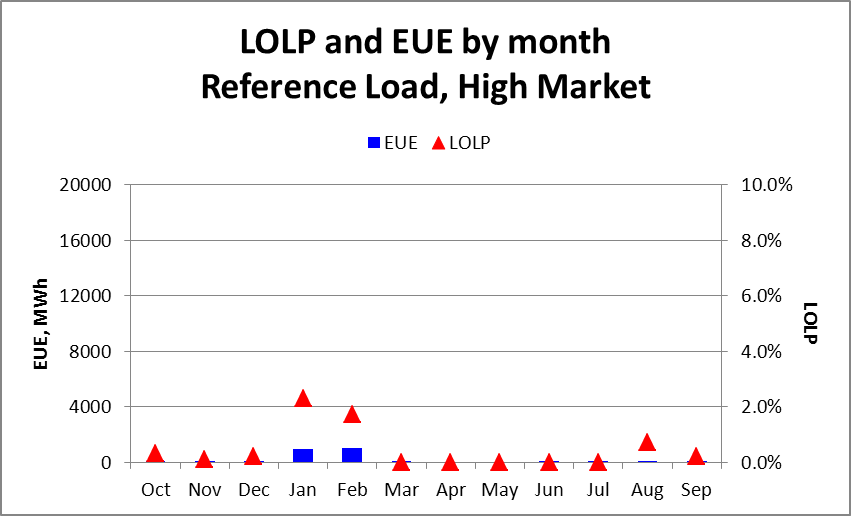 LOLP and EUE by month
Reference Load, High Market
EUE LOLP
20000
16000
12000
8000
4000
0
EUE, MWh
10.0%
8.0%
6.0%
4.0%
2.0%
0.0%
LOLP
Oct Nov Dec Jan Feb Mar Apr May Jun Jul Aug Sep